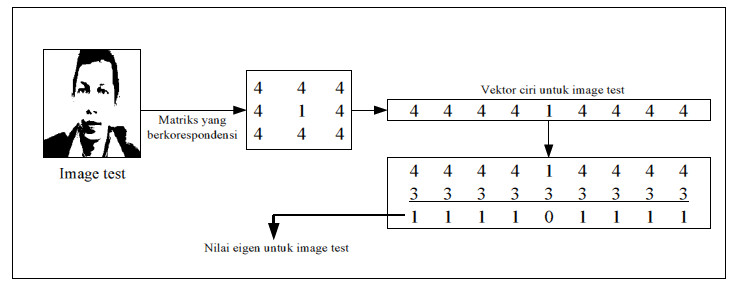 Image test
Matriks yang
berkorespondensi
4 4 4
4 1 4
4 4 4
Vektor ciri untuk image test
4 4 4 4 1 4 4 4 4
4 4 4 4 1 4 4 4 4
3 3 3 3 3 3 3 3 3
1 1 1 1 0 1 1 1 1
Nilai eigen untuk image test